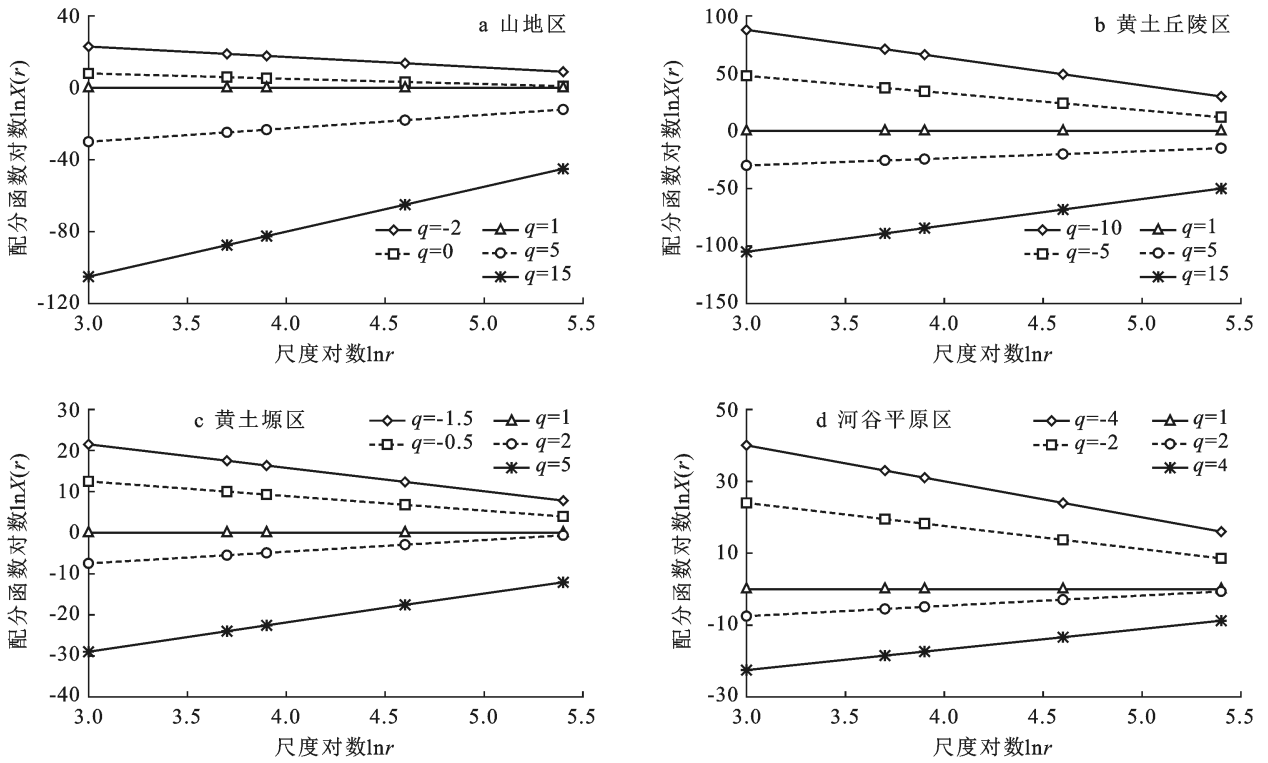 a 山地区
配分函数对数lnX(r)
40
0
-40
-80
-120
q=-2
q=0
q=1
q=5
q=15
3.0 3.5 4.0 4.5 5.0 5.5
尺度对数lnr
b 黄土丘陵区
配分函数对数lnX(r)
100
50
0
-50
-100
-150
q=-10
q=-5
q=1
q=5
q=15
3.0 3.5 4.0 4.5 5.0 5.5
尺度对数lnr
c 黄土塬区
配分函数对数lnX(r)
30
20
10
0
-10
-20
-30
-40
q=-1.5
q=-0.5
q=1
q=2
q=5
3.0 3.5 4.0 4.5 5.0 5.5
尺度对数lnr
d 河谷平原区
配分函数对数lnX(r)
50
30
10
-10
-30
q=-4
q=-2
q=1
q=2
q=4
3.0 3.5 4.0 4.5 5.0 5.5
尺度对数lnr